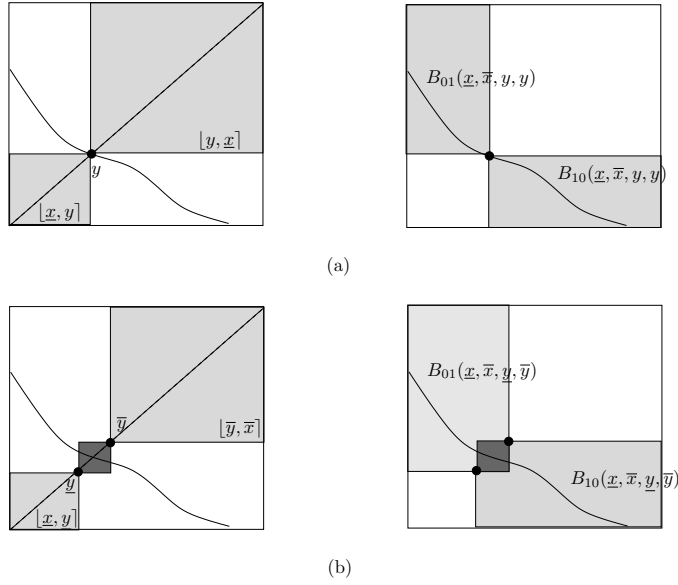 ⌊y, x̲⌉
y
⌊x̲, y⌉
B₀₁(x̲, x̅, y, y)
B₁₀(x̲, x̅, y, y)
(a)
y̅
⌊y̅, x̅⌉
y̲
⌊x̲, y̲⌉
B₀₁(x̲, x̅, y̲, y̅)
B₁₀(x̲, x̅, y̲, y̅)
(b)